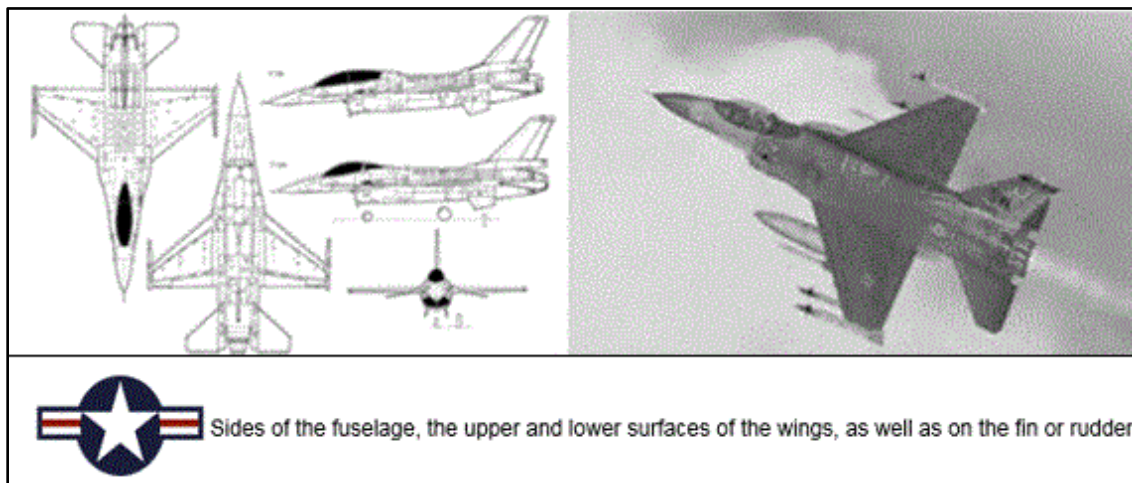 Sides of the fuselage, the upper and lower surfaces of the wings, as well as on the fin or rudder